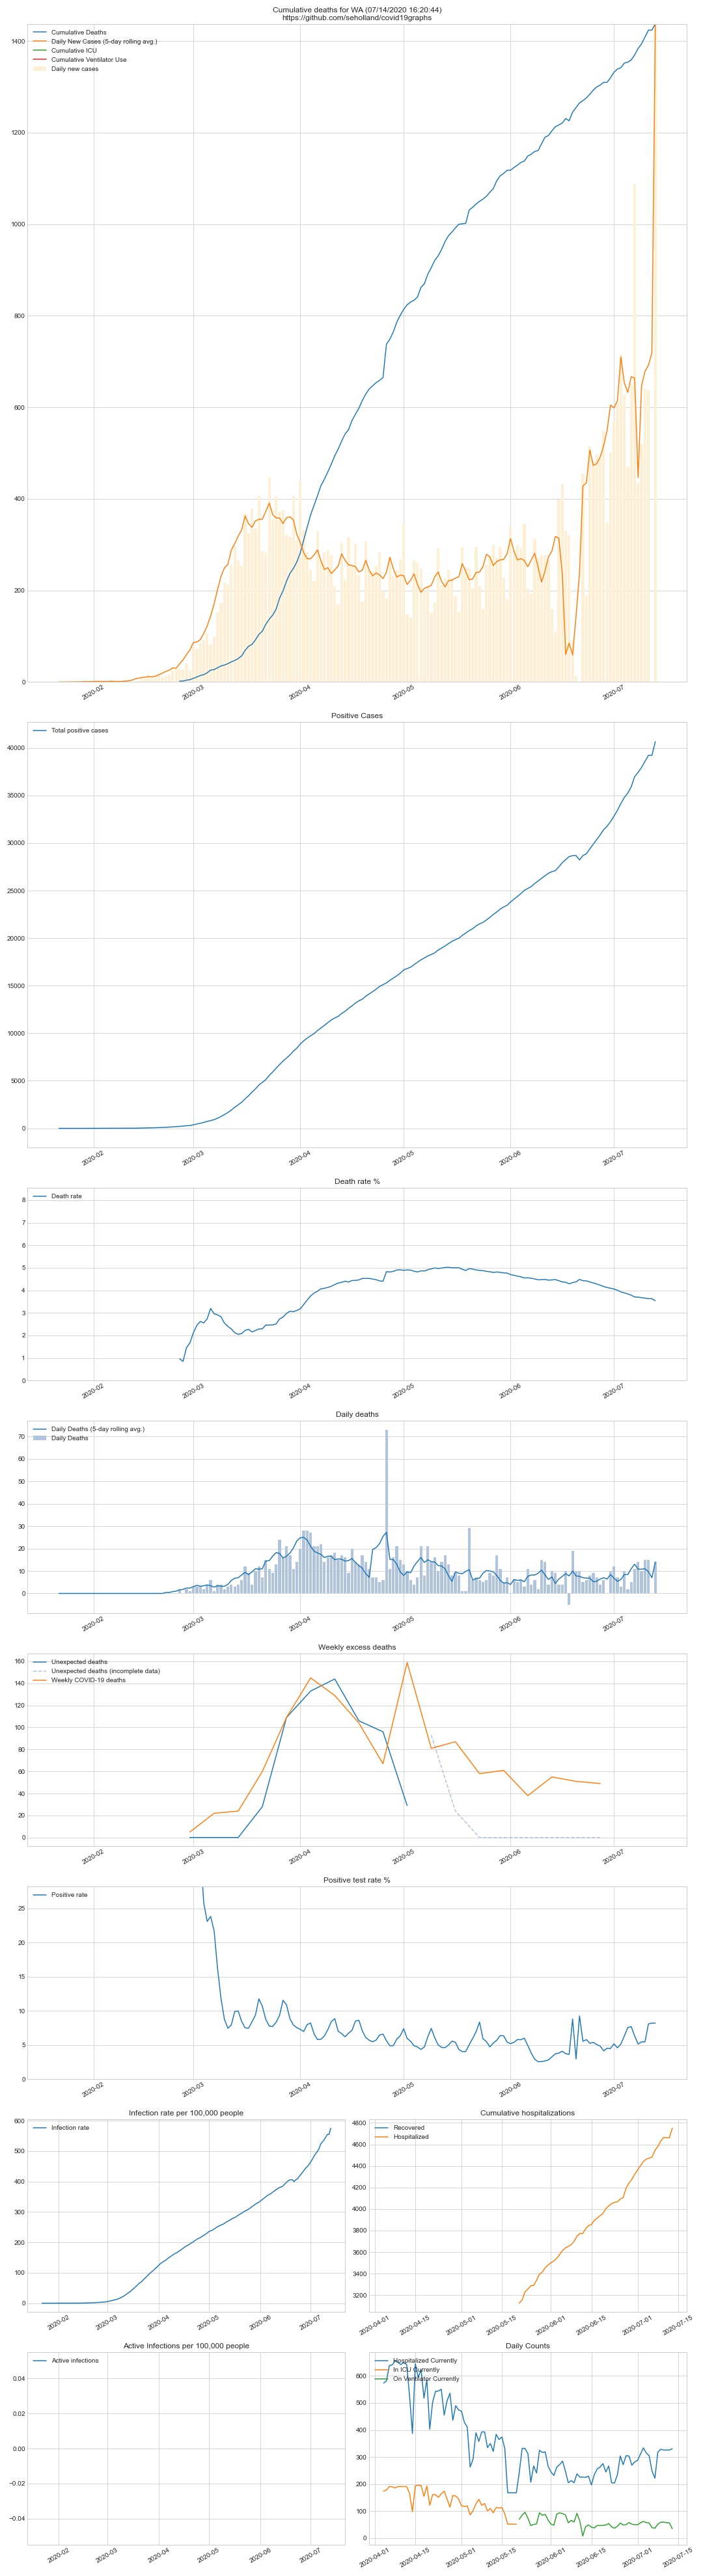 Cumulative deaths for WA (07/14/2020 16:20:44)
https://github.com/seholland/covid19graphs
Cumulative Deaths
Daily New Cases (5-day rolling avg.)
Cumulative ICU
Cumulative Ventilator Use
Daily new cases
1400
1200
1000
800
600
400
200
0
2020-02 2020-03 2020-04 2020-05 2020-06 2020-07
Positive Cases
Total positive cases
40000
35000
30000
25000
20000
15000
10000
5000
0
2020-02 2020-03 2020-04 2020-05 2020-06 2020-07
Death rate %
Death rate
8
7
6
5
4
3
2
1
0
2020-02 2020-03 2020-04 2020-05 2020-06 2020-07
Daily deaths
Daily Deaths (5-day rolling avg.)
Daily Deaths
70
60
50
40
30
20
10
0
2020-02 2020-03 2020-04 2020-05 2020-06 2020-07
Weekly excess deaths
Unexpected deaths
Unexpected deaths (incomplete data)
Weekly COVID-19 deaths
160
140
120
100
80
60
40
20
0
2020-02 2020-03 2020-04 2020-05 2020-06 2020-07
Positive test rate %
Positive rate
25
20
15
10
5
0
2020-02 2020-03 2020-04 2020-05 2020-06 2020-07
Infection rate per 100,000 people
Infection rate
600
500
400
300
200
100
0
2020-02 2020-03 2020-04 2020-05 2020-06 2020-07
Cumulative hospitalizations
Recovered
Hospitalized
4800
4600
4400
4200
4000
3800
3600
3400
3200
2020-04-01 2020-04-15 2020-05-01 2020-05-15 2020-06-01 2020-06-15 2020-07-01 2020-07-15
Active Infections per 100,000 people
Active infections
0.04
0.02
0.00
−0.02
−0.04
2020-02 2020-03 2020-04 2020-05 2020-06 2020-07
Daily Counts
Hospitalized Currently
In ICU Currently
On Ventilator Currently
600
500
400
300
200
100
0
2020-04-01 2020-04-15 2020-05-01 2020-05-15 2020-06-01 2020-06-15 2020-07-01 2020-07-15